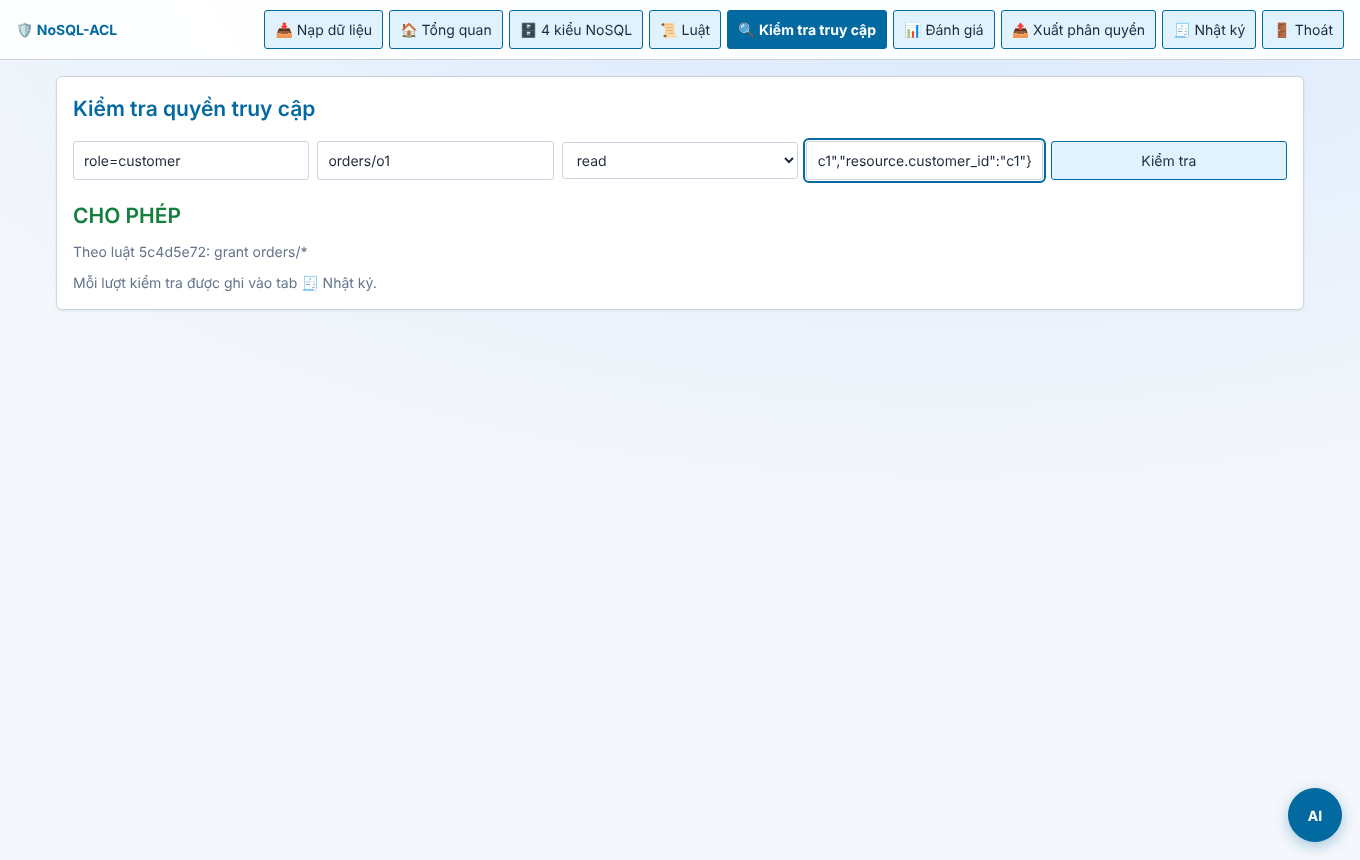 NoSQL-ACL
Nạp dữ liệu
Tổng quan
4 kiểu NoSQL
Luật
Kiểm tra truy cập
Đánh giá
Xuất phân quyền
Nhật ký
Thoát
Kiểm tra quyền truy cập
role=customer
orders/o1
read
c1","resource.customer_id":"c1"}
Kiểm tra
CHO PHÉP
Theo luật 5c4d5e72: grant orders/*
Mỗi lượt kiểm tra được ghi vào tab 🧾 Nhật ký.
AI